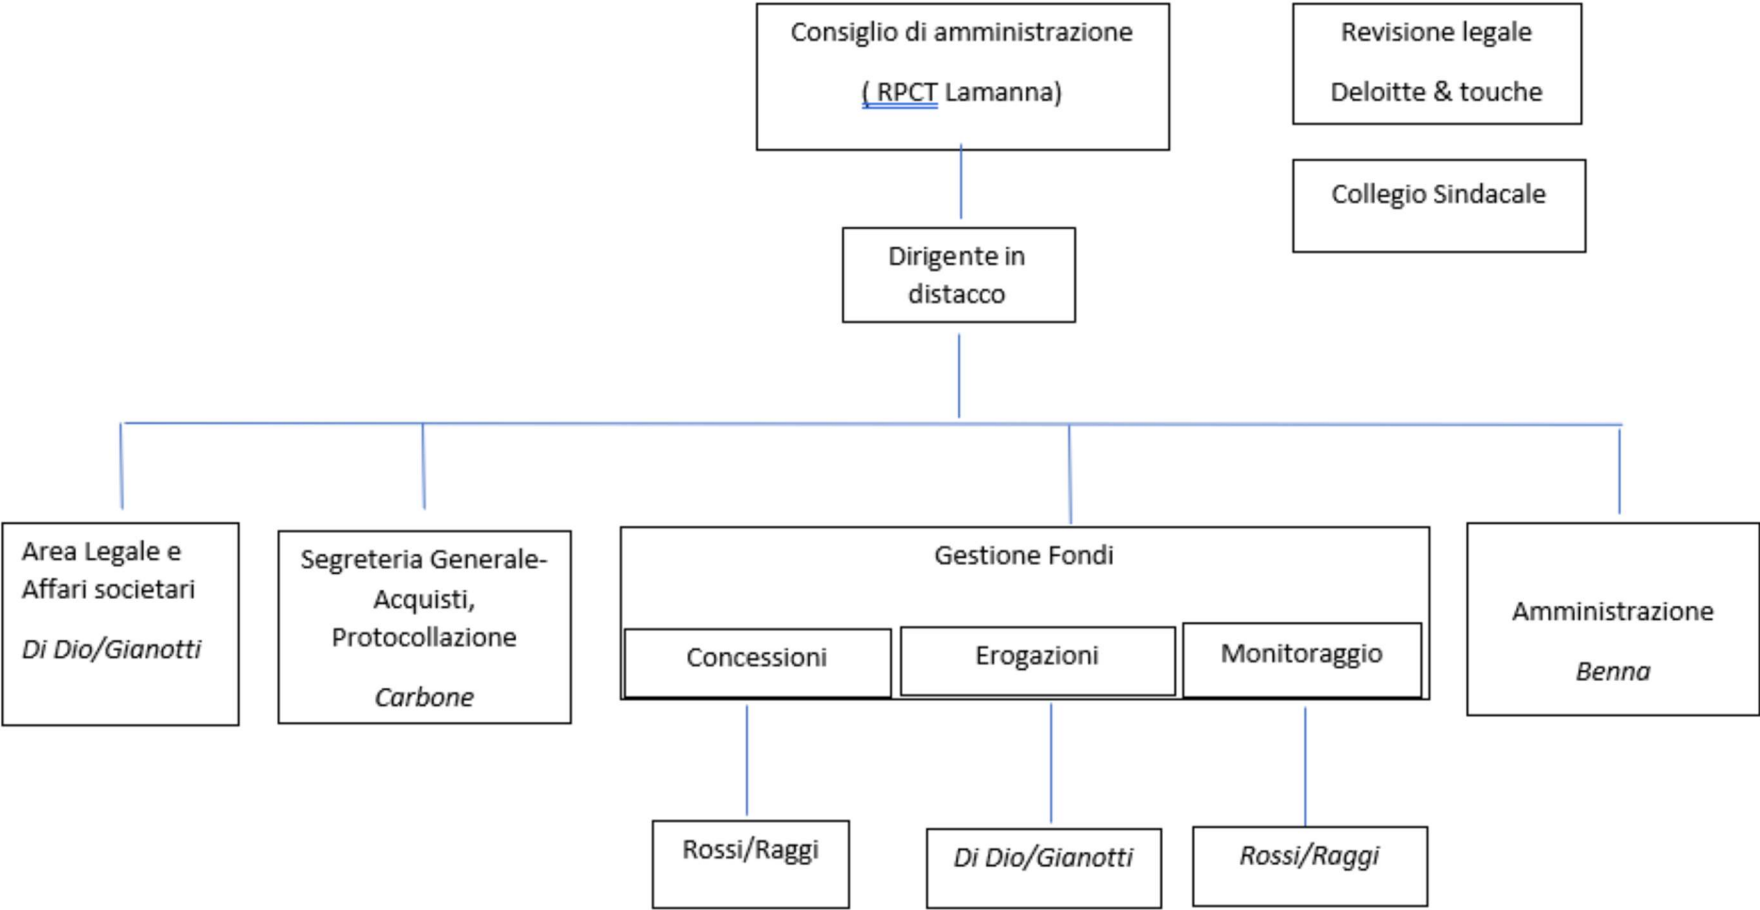 Consiglio di amministrazione
( RPCT Lamanna)
Revisione legale
Deloitte & touche
Collegio Sindacale
Dirigente in
distacco
Area Legale e
Affari societari
Di Dio/Gianotti
Segreteria Generale-
Acquisti,
Protocollazione
Carbone
Gestione Fondi
Concessioni
Erogazioni
Monitoraggio
Amministrazione
Benna
Rossi/Raggi
Di Dio/Gianotti
Rossi/Raggi